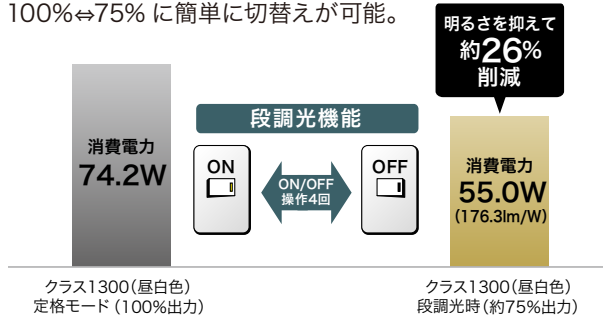 100%⇔75% に簡単に切替えが可能。
明るさを抑えて
約26%
削減
段調光機能
消費電力
74.2W
ON
ON/OFF
操作4回
OFF
消費電力
55.0W
(176.3lm/W)
クラス1300(昼白色)
定格モード(100%出力)
クラス1300(昼白色)
段調光時(約75%出力)